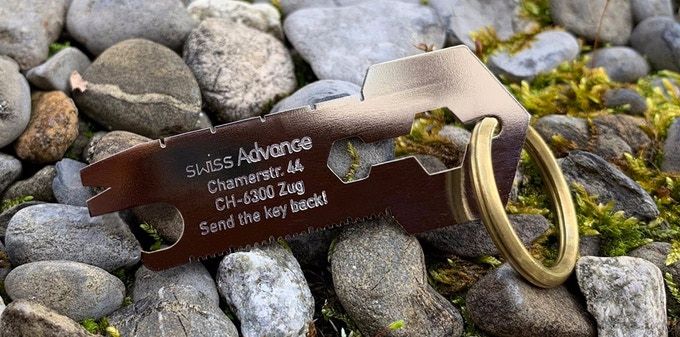 swiss Advance
Chamerstr. 44
CH-6300 Zug
Send the key back!